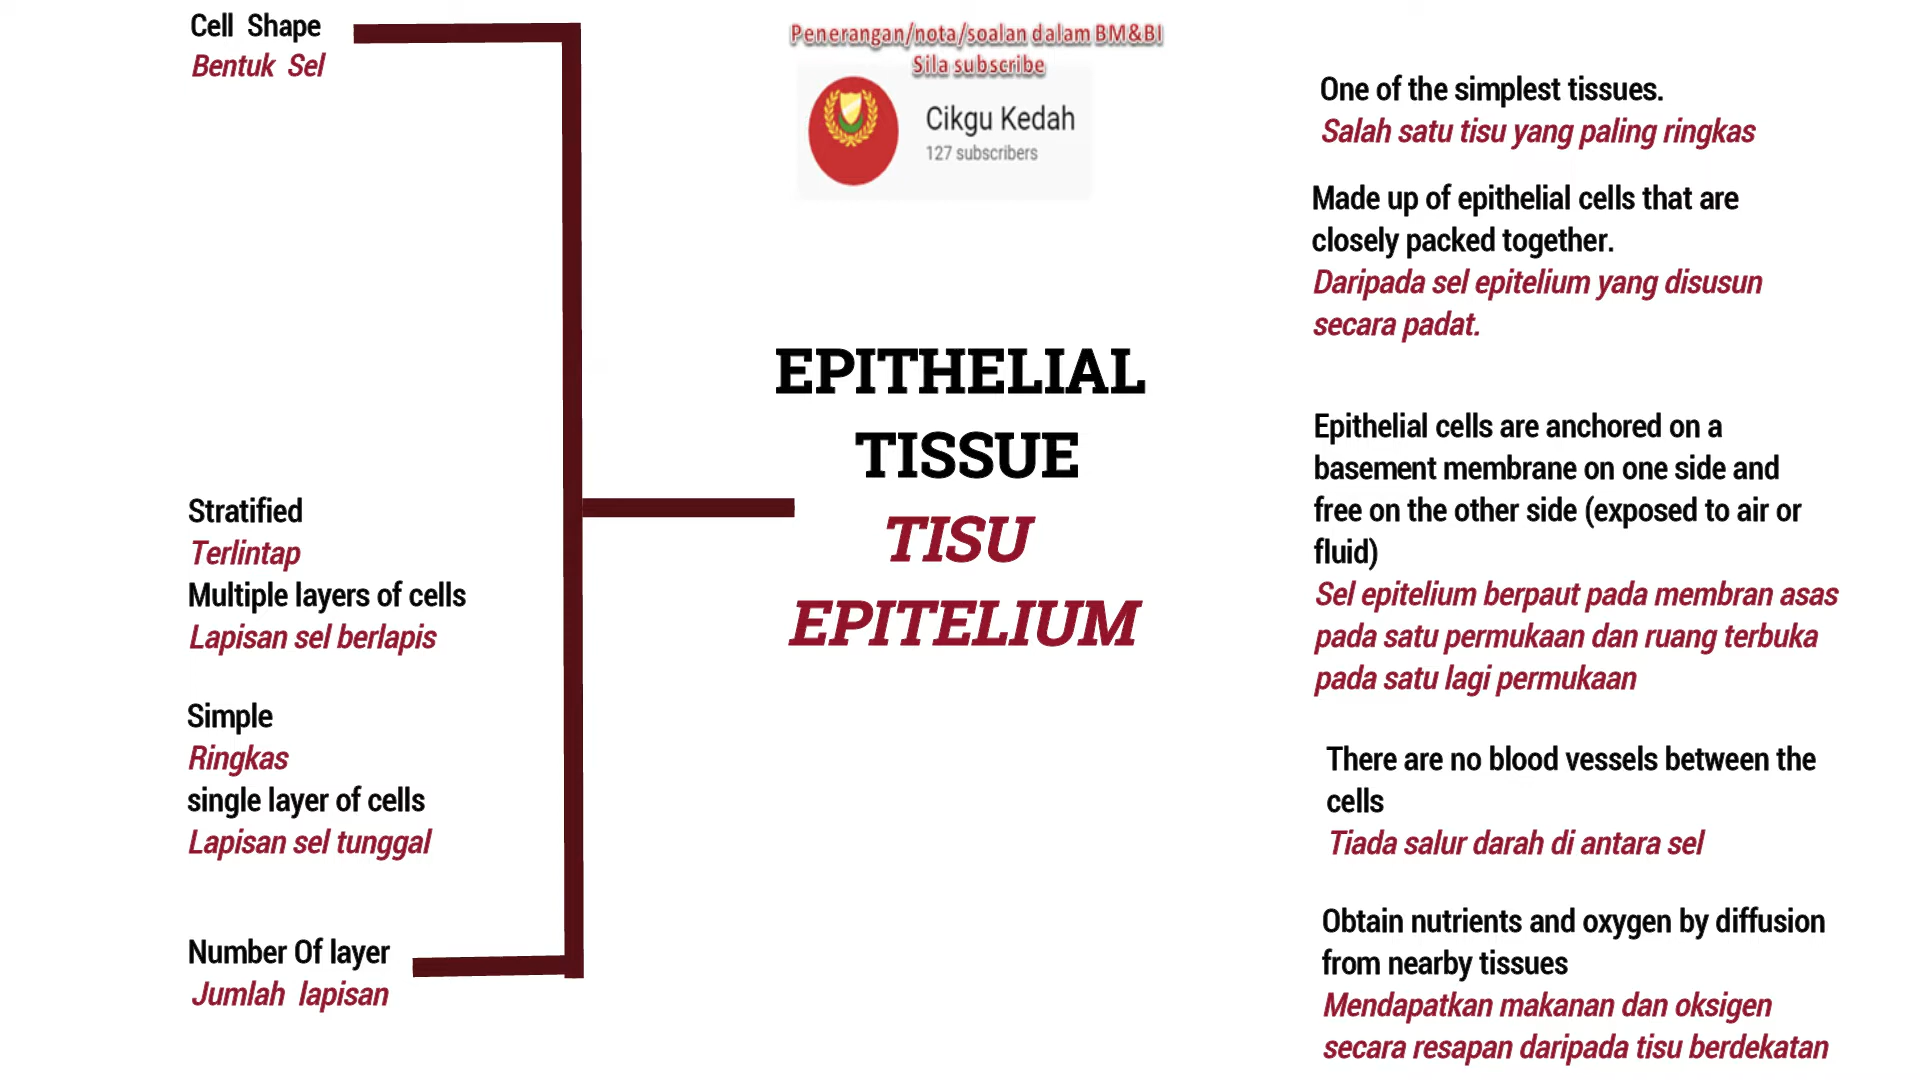 Cell  Shape
Bentuk  Sel
Stratified
Terlintap
Multiple layers of cells
Lapisan sel berlapis
Simple
Ringkas
single layer of cells
Lapisan sel tunggal
Number Of layer
Jumlah  lapisan
Penerangan/nota/soalan dalam BM&BI
Sila subscribe
Cikgu Kedah
127 subscribers
EPITHELIAL
TISSUE
TISU
EPITELIUM
One of the simplest tissues.
Salah satu tisu yang paling ringkas
Made up of epithelial cells that are
closely packed together.
Daripada sel epitelium yang disusun
secara padat.
Epithelial cells are anchored on a
basement membrane on one side and
free on the other side (exposed to air or
fluid)
Sel epitelium berpaut pada membran asas
pada satu permukaan dan ruang terbuka
pada satu lagi permukaan
There are no blood vessels between the
cells
Tiada salur darah di antara sel
Obtain nutrients and oxygen by diffusion
from nearby tissues
Mendapatkan makanan dan oksigen
secara resapan daripada tisu berdekatan